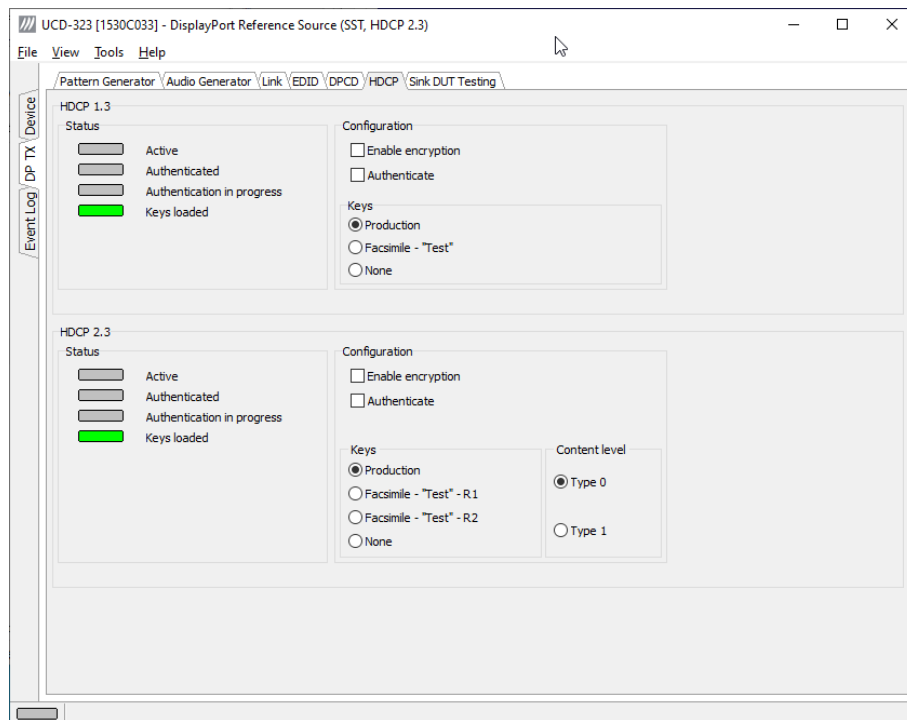 UCD-323 [1530C033] - DisplayPort Reference Source (SST, HDCP 2.3)
File View Tools Help
Pattern Generator Audio Generator Link EDID DPCD HDCP Sink DUT Testing
Device
DP TX
Event Log
HDCP 1.3
Status
Active
Authenticated
Authentication in progress
Keys loaded
Configuration
Enable encryption
Authenticate
Keys
Production
Facsimile - "Test"
None
HDCP 2.3
Status
Active
Authenticated
Authentication in progress
Keys loaded
Configuration
Enable encryption
Authenticate
Keys
Production
Facsimile - "Test" - R1
Facsimile - "Test" - R2
None
Content level
Type 0
Type 1